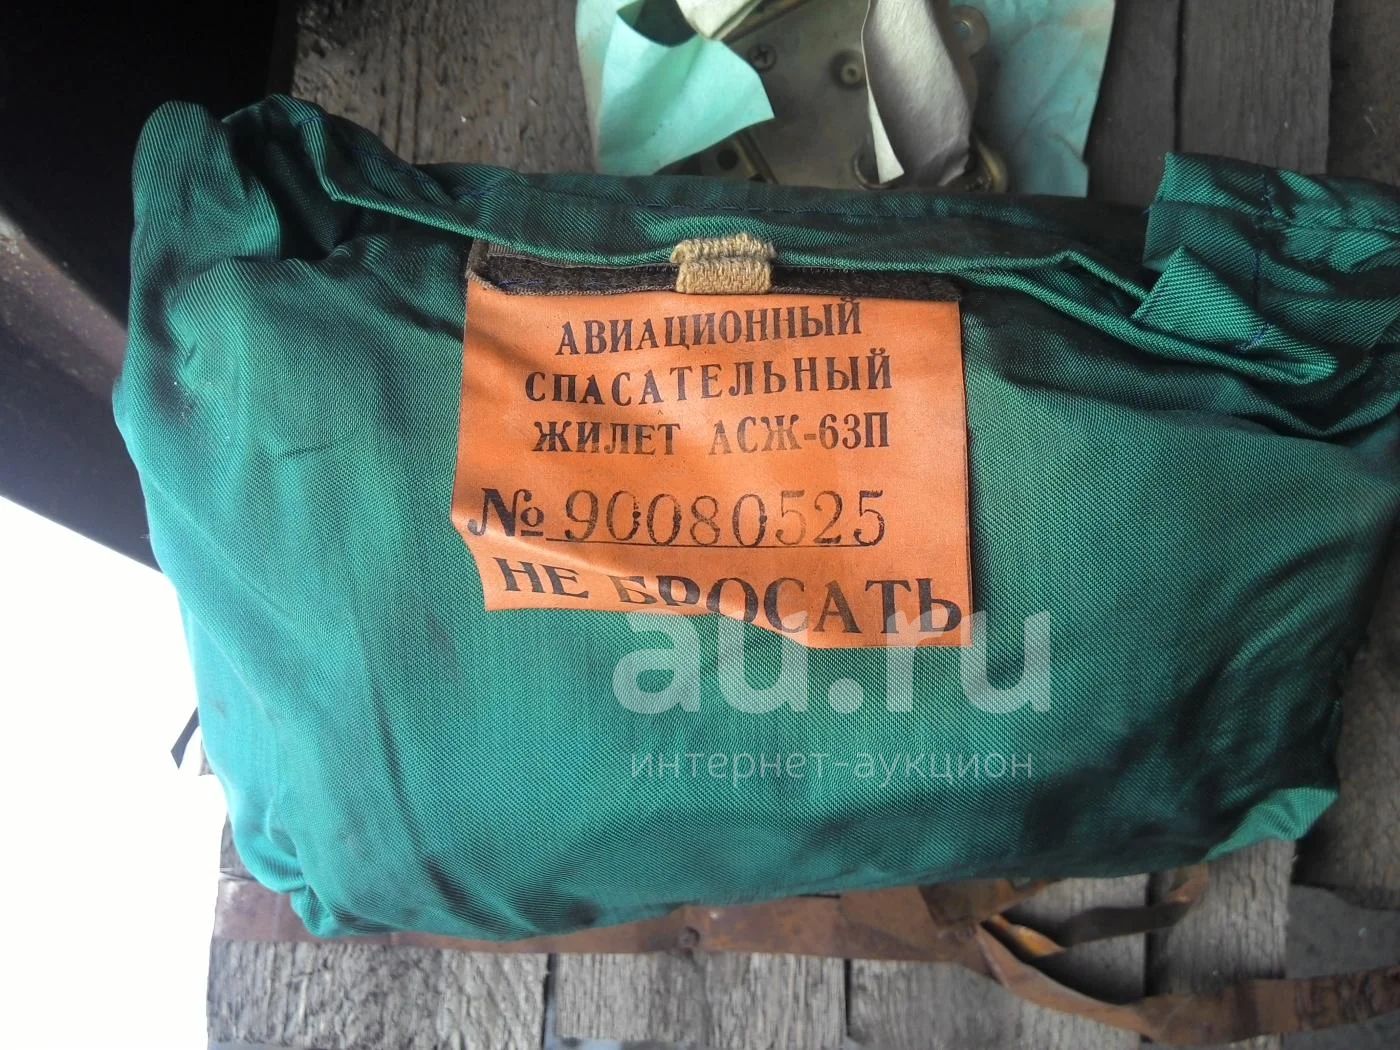 АВИАЦИОННЫЙ
СПАСАТЕЛЬНЫЙ
ЖИЛЕТ АСЖ-63П
№ 90080525
НЕ БРОСАТЬ
au.ru
интернет-аукцион